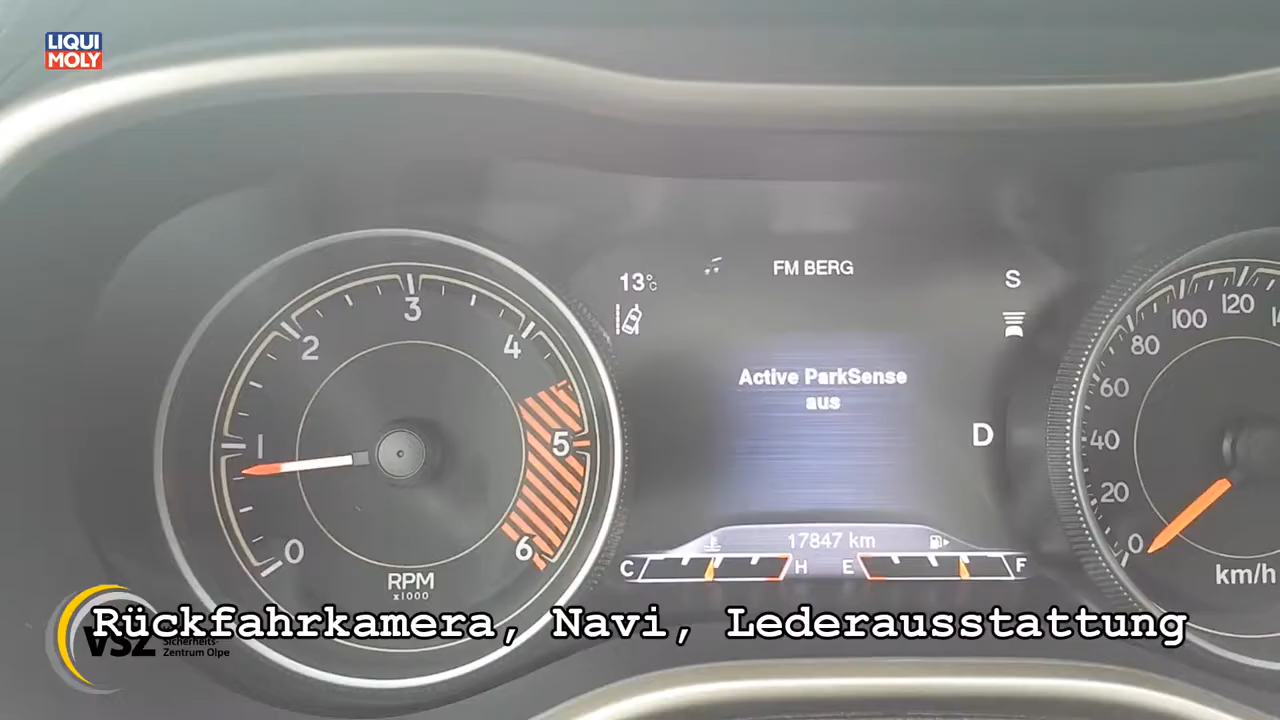 LIQUI
MOLY
13°C
FM BERG
S
Active ParkSense
aus
D
17847 km
C
H
E
F
0
1
2
3
4
5
6
RPM
x1000
0
20
40
60
80
100
120
km/h
Rückfahrkamera, Navi, Lederausstattung
VSZ
Sicherheits-
Zentrum Olpe